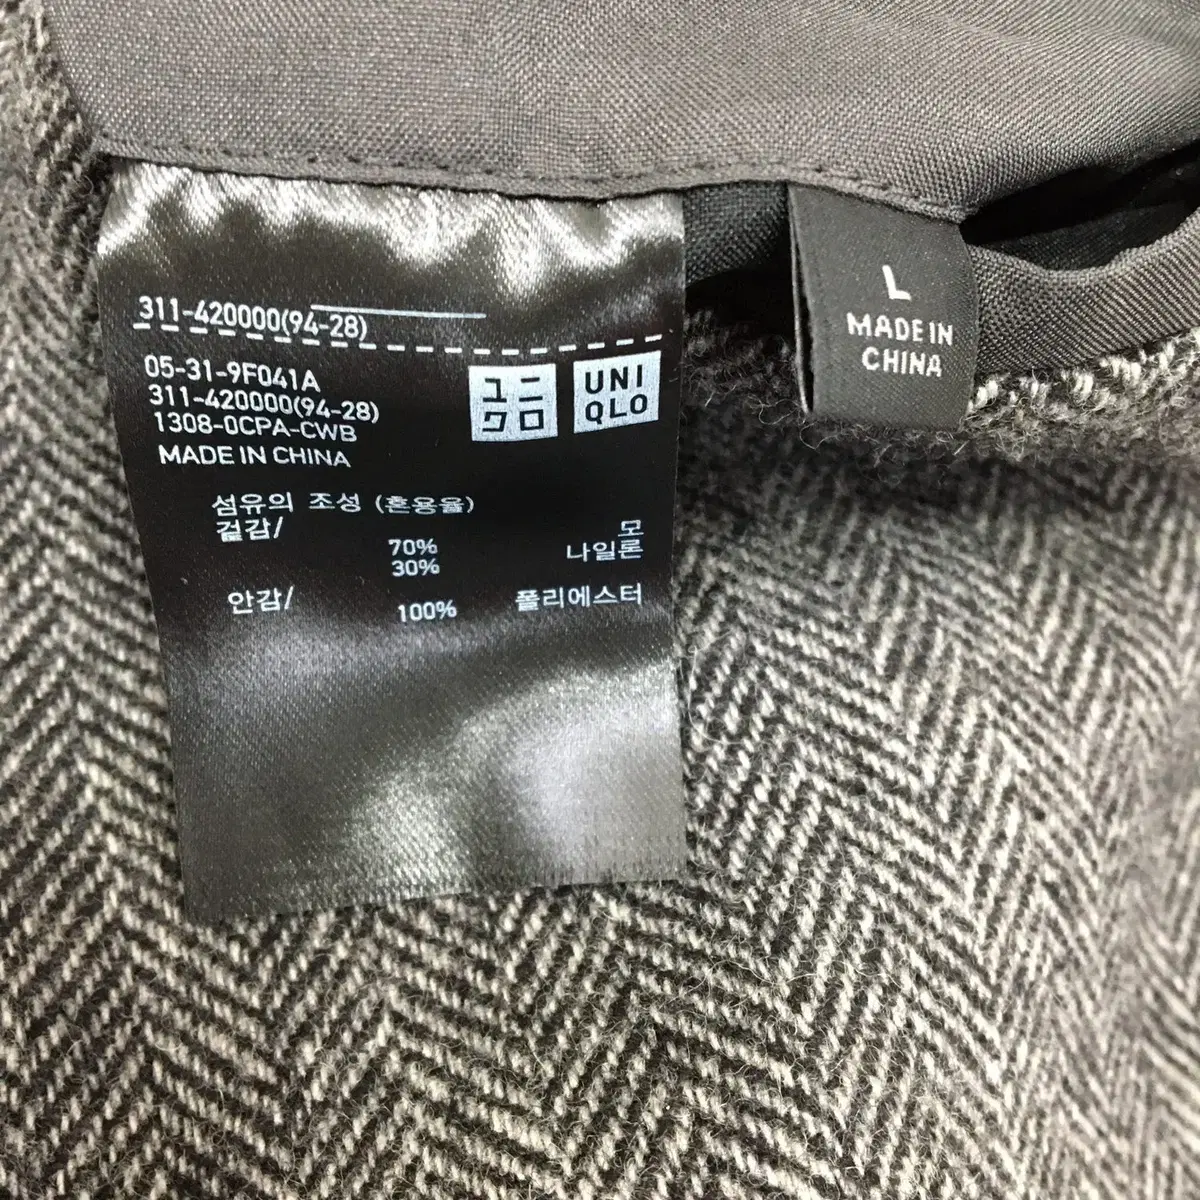 311-420000(94-28)
05-31-9F041A
311-420000(94-28)
1308-0CPA-CWB
MADE IN CHINA
ユニ
クロ
UNI
QLO
섬유의 조성 (혼용율)
겉감/
70% 모
30% 나일론
안감/ 100% 폴리에스터
L
MADE IN
CHINA